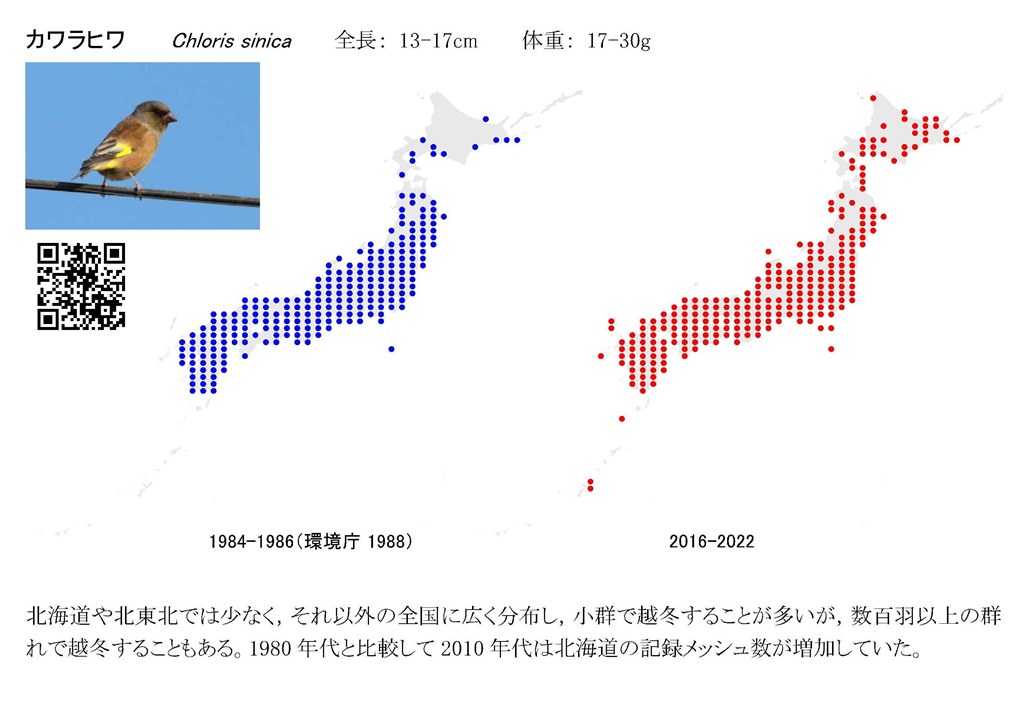 カワラヒワ Chloris sinica 全長: 13-17cm 体重: 17-30g
1984-1986(環境庁 1988) 2016-2022
北海道や北東北では少なく,それ以外の全国に広く分布し,小群で越冬することが多いが,数百羽以上の群
れで越冬することもある。1980 年代と比較して 2010 年代は北海道の記録メッシュ数が増加していた。